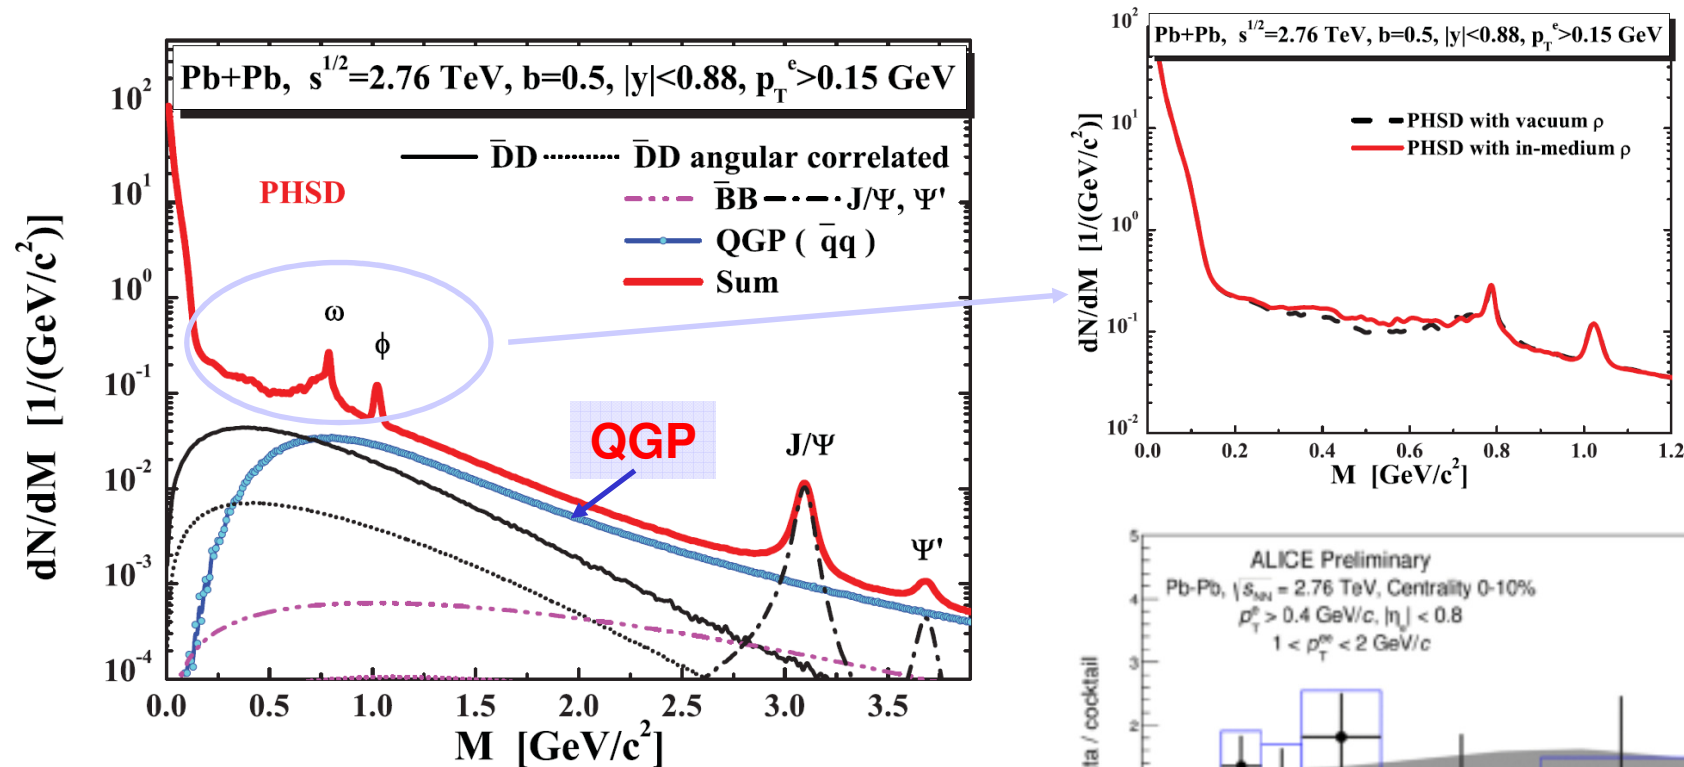 Pb+Pb, s^1/2=2.76 TeV, b=0.5, |y|<0.88, p_T^e>0.15 GeV
D̄D D̄D angular correlated
PHSD
B̄B J/Ψ, Ψ'
QGP ( q̄q )
Sum
ω
ϕ
QGP
J/Ψ
Ψ'
10^2
10^1
10^0
10^-1
10^-2
10^-3
10^-4
dN/dM [1/(GeV/c^2)]
0.0 0.5 1.0 1.5 2.0 2.5 3.0 3.5
M [GeV/c^2]
Pb+Pb, s^1/2=2.76 TeV, b=0.5, |y|<0.88, p_T^e>0.15 GeV
PHSD with vacuum ρ
PHSD with in-medium ρ
10^2
10^1
10^0
10^-1
10^-2
dN/dM [1/(GeV/c^2)]
0.0 0.2 0.4 0.6 0.8 1.0 1.2
M [GeV/c^2]
ALICE Preliminary
Pb-Pb, √s_NN = 2.76 TeV, Centrality 0-10%
p_T^e > 0.4 GeV/c, |η_e| < 0.8
1 < p_T^ee < 2 GeV/c
5
4
3
2
/ cocktail